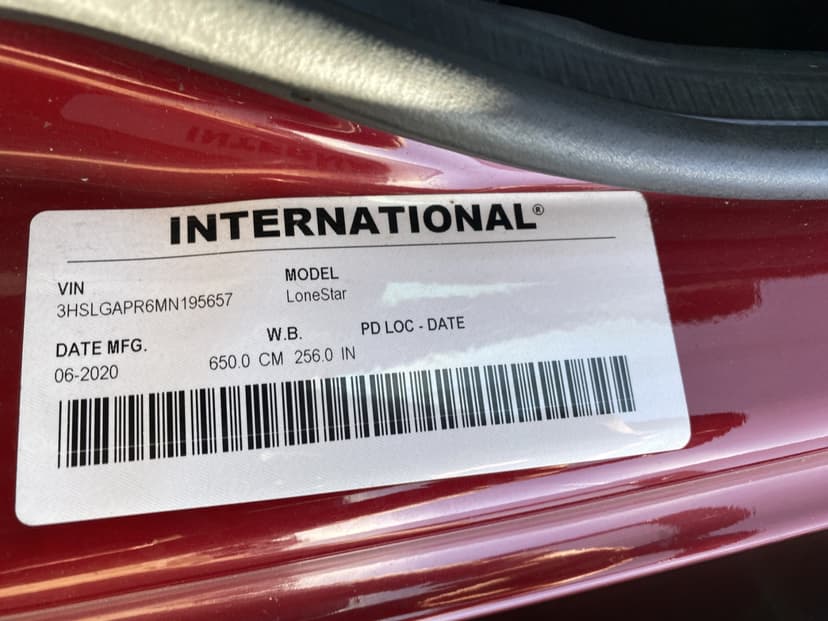 INTERNATIONAL®
VIN
MODEL
3HSLGAPR6MN195657
LoneStar
DATE MFG.
W.B.
PD LOC - DATE
06-2020
650.0 CM 256.0 IN